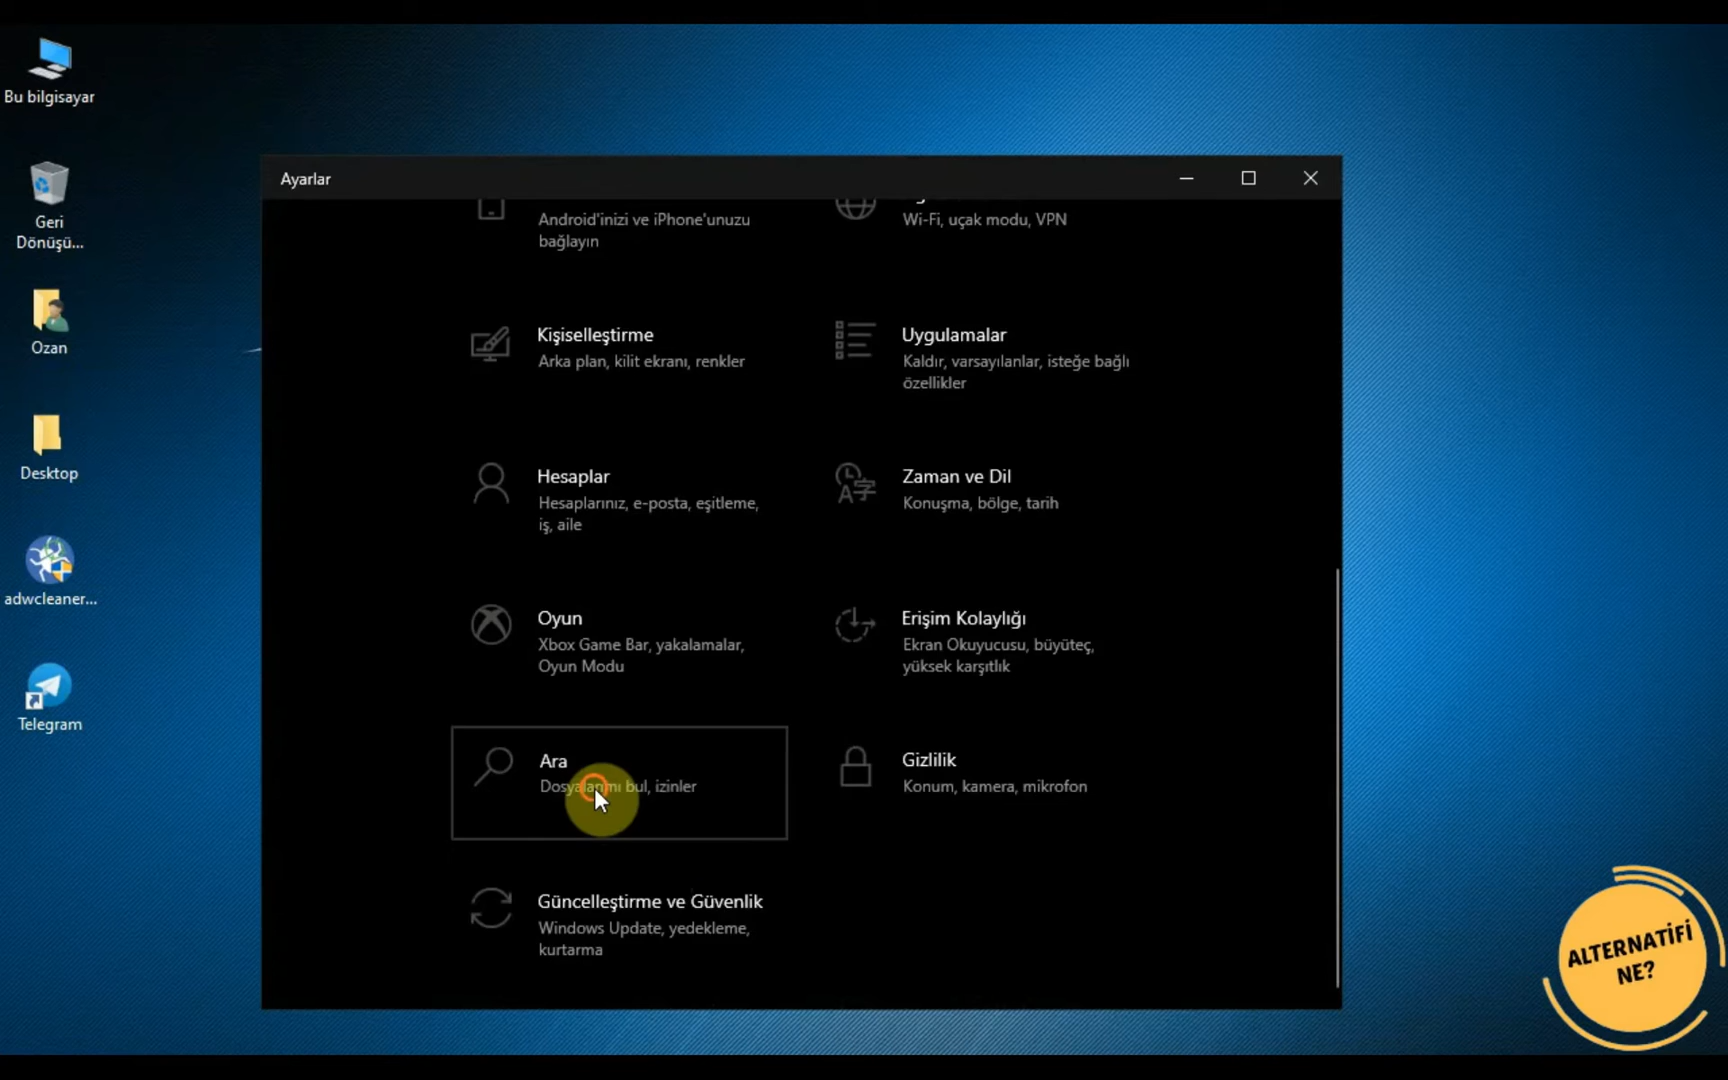 Bu bilgisayar
Geri
Dönüşü...
Ozan
Desktop
adwcleaner...
Telegram
Ayarlar
Android'inizi ve iPhone'unuzu
bağlayın
Wi-Fi, uçak modu, VPN
Kişiselleştirme
Arka plan, kilit ekranı, renkler
Uygulamalar
Kaldır, varsayılanlar, isteğe bağlı
özellikler
Hesaplar
Hesaplarınız, e-posta, eşitleme,
iş, aile
Zaman ve Dil
Konuşma, bölge, tarih
Oyun
Xbox Game Bar, yakalamalar,
Oyun Modu
Erişim Kolaylığı
Ekran Okuyucusu, büyüteç,
yüksek karşıtlık
Ara
Dosyalarımı bul, izinler
Gizlilik
Konum, kamera, mikrofon
Güncelleştirme ve Güvenlik
Windows Update, yedekleme,
kurtarma
ALTERNATİFİ
NE?